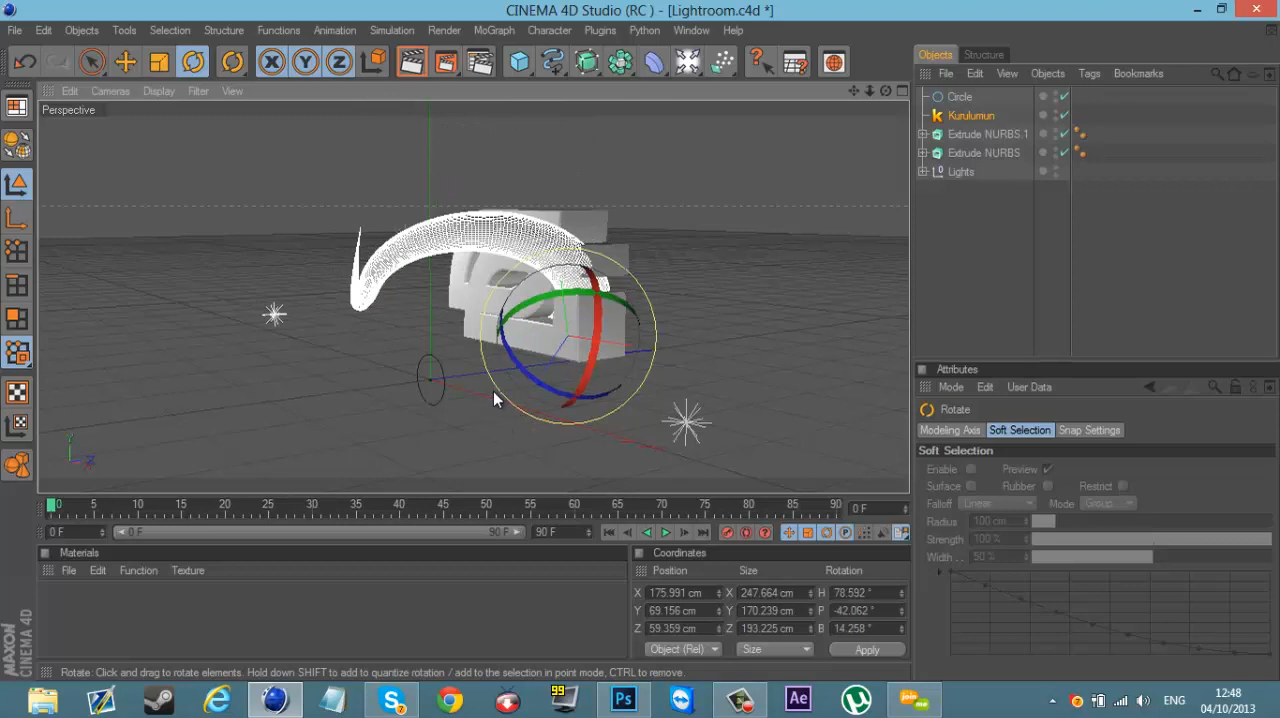 CINEMA 4D Studio (RC ) - [Lightroom.c4d *]
File Edit Objects Tools Selection Structure Functions Animation Simulation Render MoGraph Character Plugins Python Window Help
X Y Z
Objects Structure
File Edit View Objects Tags Bookmarks
Edit Cameras Display Filter View
Perspective
Circle
Kurulumun
Extrude NURBS.1
Extrude NURBS
Lights
Y
Attributes
Mode Edit User Data
Rotate
Modeling Axis Soft Selection Snap Settings
Soft Selection
Enable Preview
Surface Rubber Restrict
Falloff Linear Mode Group
Radius 100 cm
Strength 100 %
Width . . 50 %
0 5 10 15 20 25 30 35 40 45 50 55 60 65 70 75 80 85 90 0 F
0 F 0 F 90 F 90 F
Materials
File Edit Function Texture
Coordinates
Position Size Rotation
X 175.991 cm X 247.664 cm H 78.592 °
Y 69.156 cm Y 170.239 cm P -42.062 °
Z 59.359 cm Z 193.225 cm B 14.258 °
Object (Rel) Size Apply
MAXON
CINEMA 4D
Rotate: Click and drag to rotate elements. Hold down SHIFT to add to quantize rotation / add to the selection in point mode, CTRL to remove.
99
Ps
Ae
join.me
ENG
12:48
04/10/2013